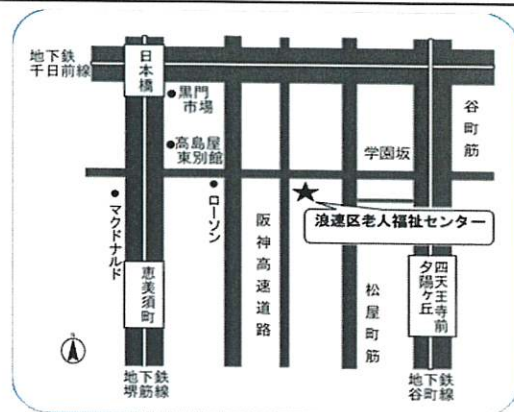 地下鉄
千日前線
日本橋
●黒門
市場
●高島屋
東別館
谷町筋
学園坂
●マクドナルド
●ローソン
浪速区老人福祉センター
阪神高速道路
恵美須町
松屋町筋
四天王寺前
夕陽ヶ丘
地下鉄
堺筋線
地下鉄
谷町線